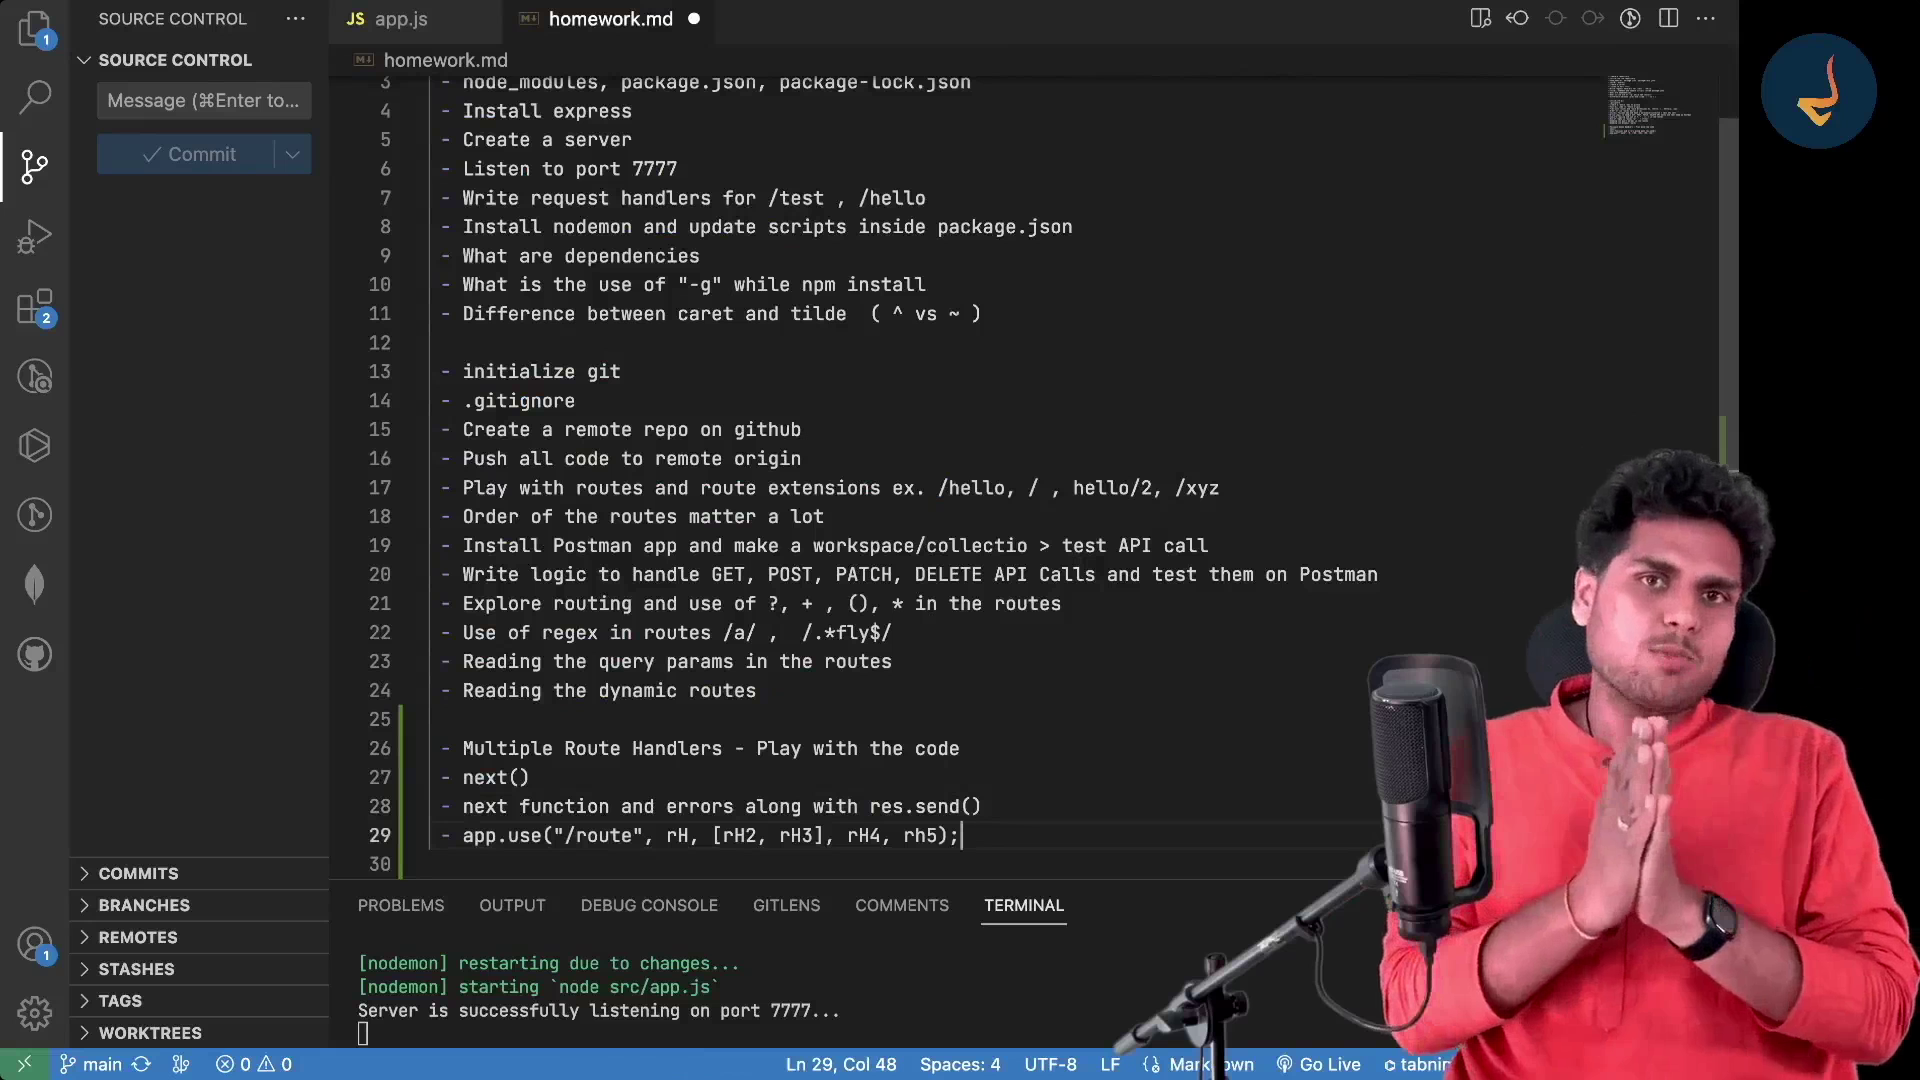 SOURCE CONTROL
SOURCE CONTROL
Message (⌘Enter to...
Commit
COMMITS
BRANCHES
REMOTES
STASHES
TAGS
WORKTREES
1
2
1
JS app.js
homework.md
homework.md
3 - node_modules, package.json, package-lock.json
4 - Install express
5 - Create a server
6 - Listen to port 7777
7 - Write request handlers for /test , /hello
8 - Install nodemon and update scripts inside package.json
9 - What are dependencies
10 - What is the use of "-g" while npm install
11 - Difference between caret and tilde  ( ^ vs ~ )
12
13 - initialize git
14 - .gitignore
15 - Create a remote repo on github
16 - Push all code to remote origin
17 - Play with routes and route extensions ex. /hello, / , hello/2, /xyz
18 - Order of the routes matter a lot
19 - Install Postman app and make a workspace/collectio > test API call
20 - Write logic to handle GET, POST, PATCH, DELETE API Calls and test them on Postman
21 - Explore routing and use of ?, + , (), * in the routes
22 - Use of regex in routes /a/ ,  /.*fly$/
23 - Reading the query params in the routes
24 - Reading the dynamic routes
25
26 - Multiple Route Handlers - Play with the code
27 - next()
28 - next function and errors along with res.send()
29 - app.use("/route", rH, [rH2, rH3], rH4, rh5);
30
PROBLEMS OUTPUT DEBUG CONSOLE GITLENS COMMENTS TERMINAL
[nodemon] restarting due to changes...
[nodemon] starting `node src/app.js`
Server is successfully listening on port 7777...
main 0 0 Ln 29, Col 48 Spaces: 4 UTF-8 LF Markdown Go Live tabnin